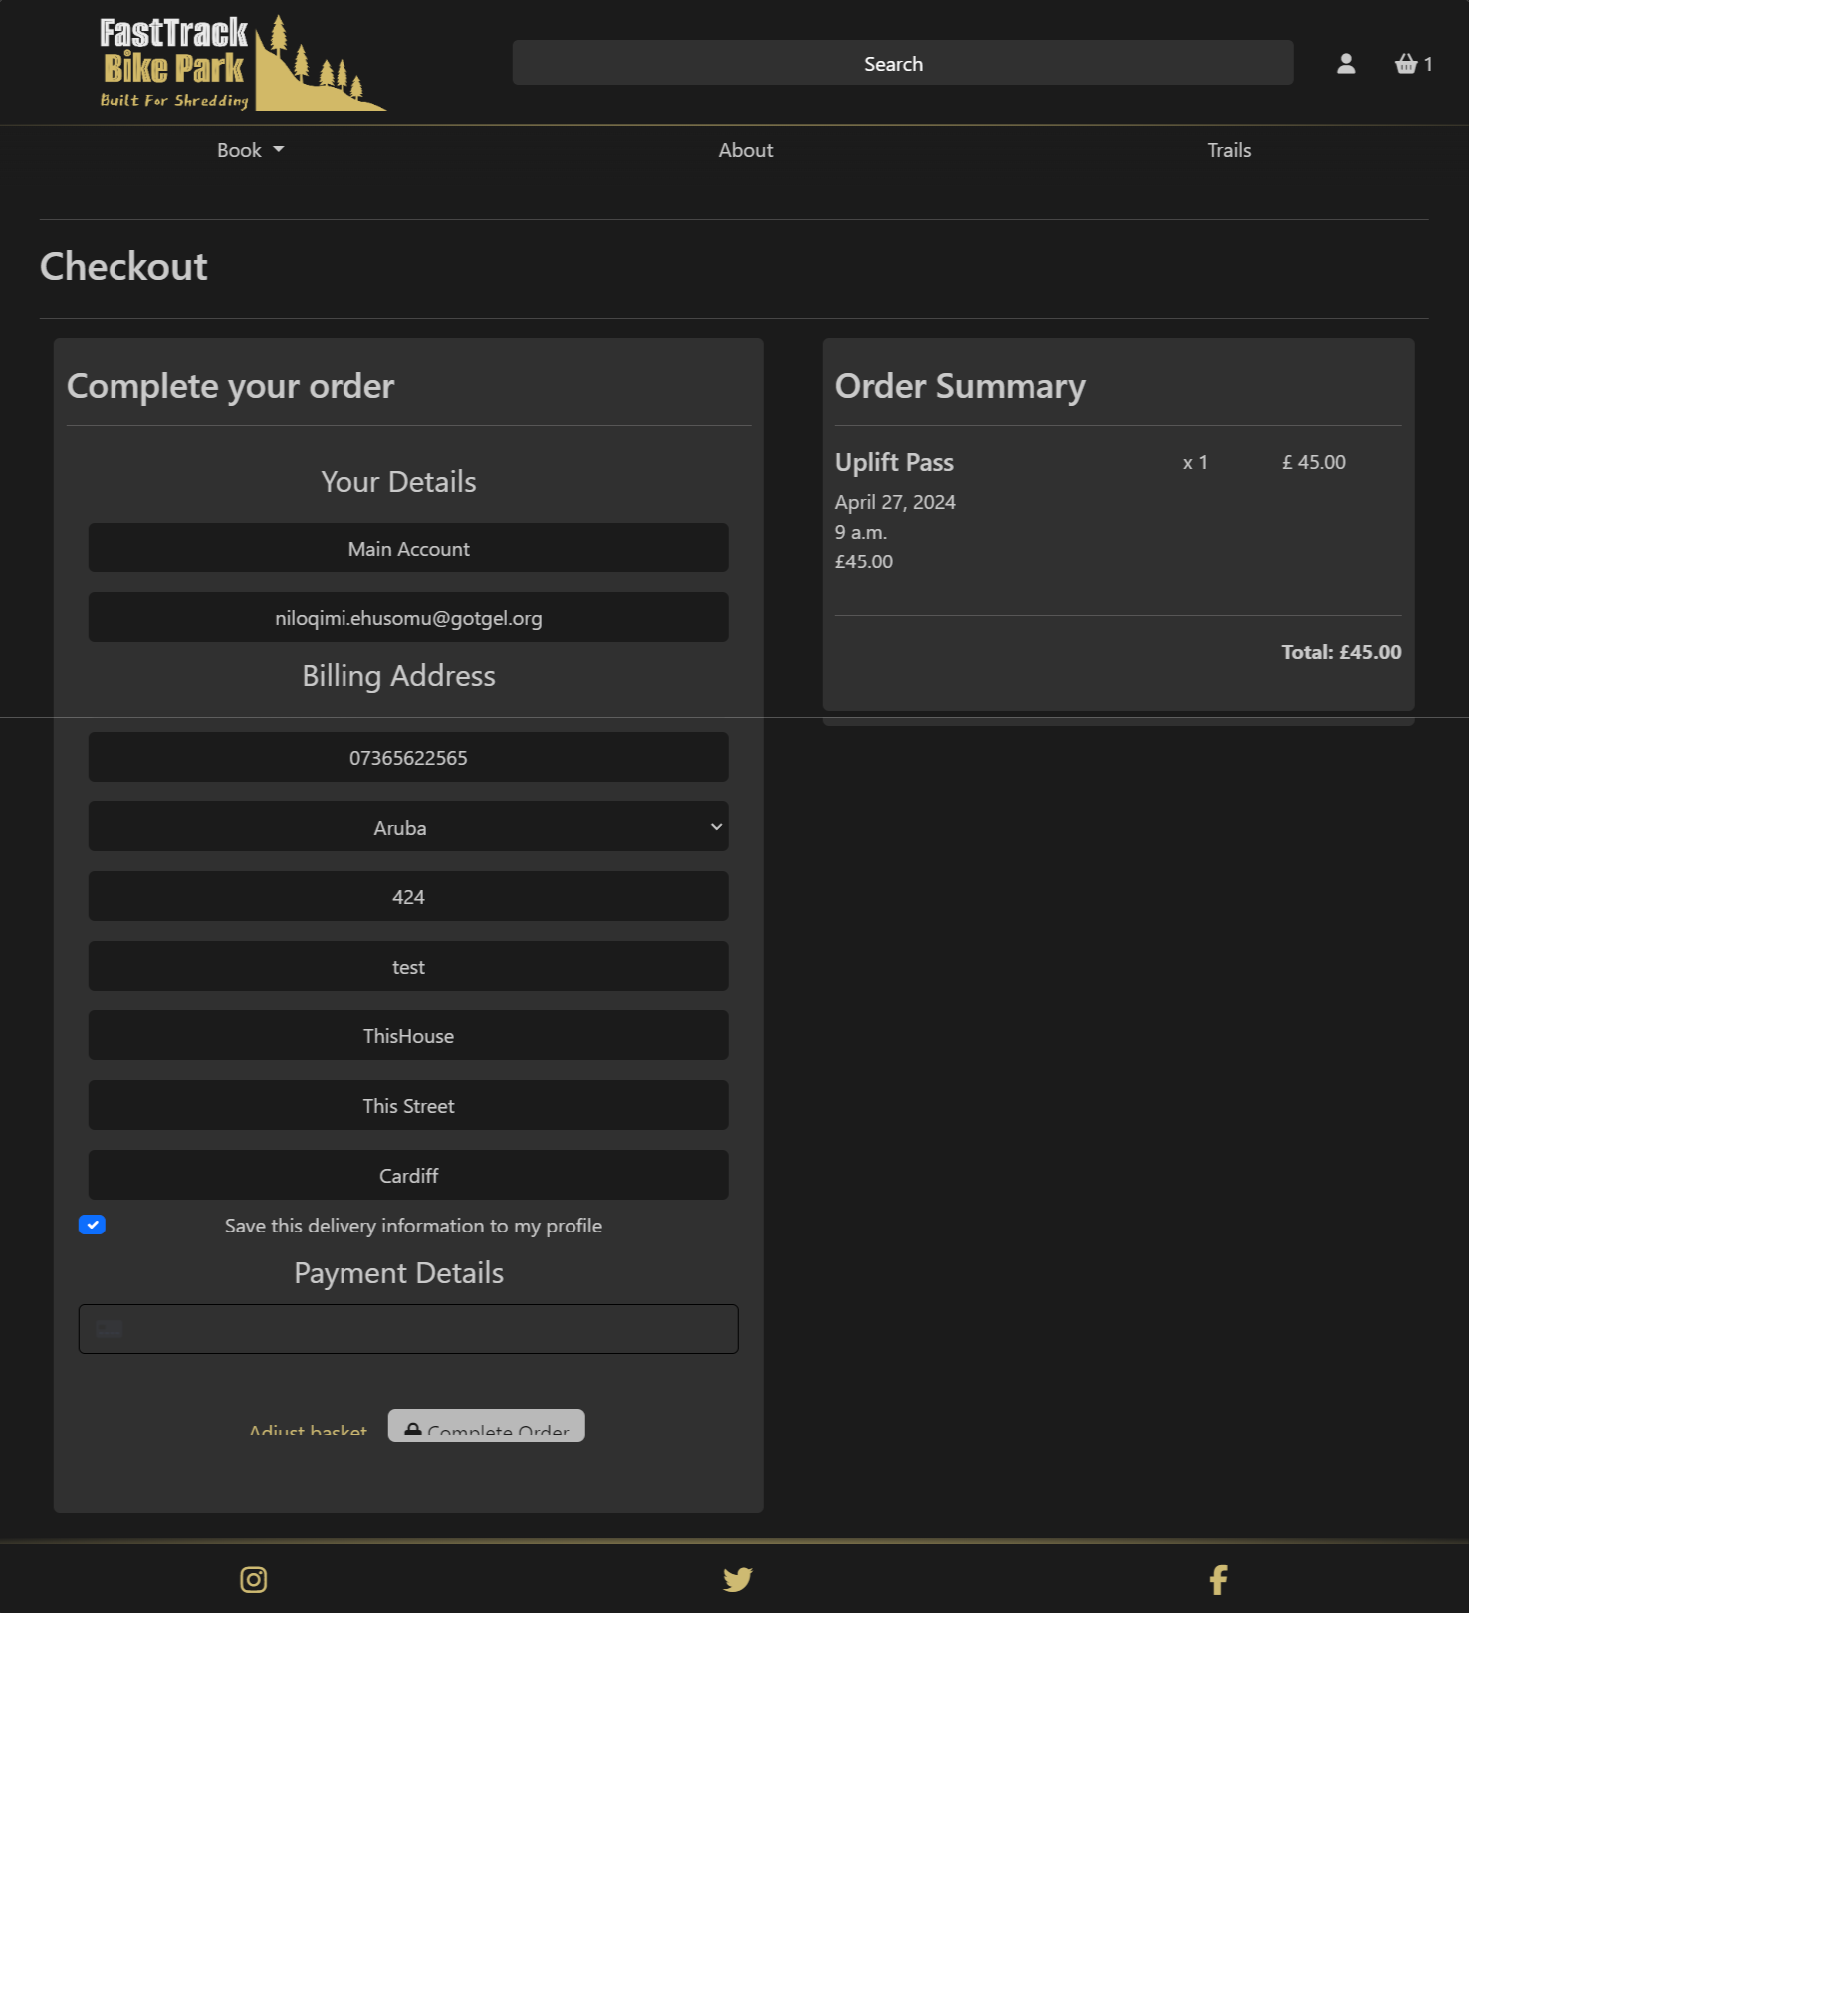 FastTrack
Bike Park
Built For Shredding
Search
1
Book
About
Trails
Checkout
Complete your order
Your Details
Main Account
niloqimi.ehusomu@gotgel.org
Billing Address
07365622565
Aruba
424
test
ThisHouse
This Street
Cardiff
Save this delivery information to my profile
Payment Details
Adjust basket
Complete Order
Order Summary
Uplift Pass x 1 £ 45.00
April 27, 2024
9 a.m.
£45.00
Total: £45.00